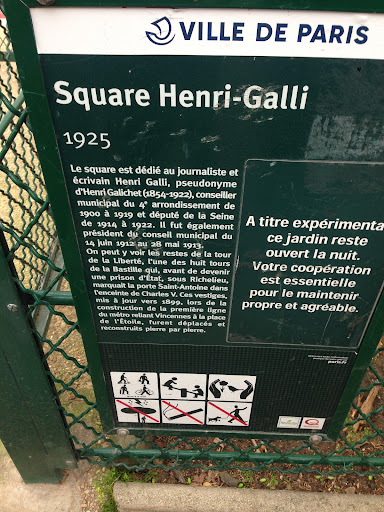 VILLE DE PARIS
Square Henri-Galli
1925
Le square est dédié au journaliste et
écrivain Henri Galli, pseudonyme
d'Henri Galichet (1854-1922), conseiller
municipal du 4e arrondissement de
1900 à 1919 et député de la Seine
de 1914 à 1922. Il fut également
président du conseil municipal du
14 juin 1912 au 28 mai 1913.
On peut y voir les restes de la tour
de la Liberté, l'une des huit tours
de la Bastille qui, avant de devenir
une prison d'État, sous Richelieu,
marquait la porte Saint-Antoine dans
l'enceinte de Charles V. Ces vestiges,
mis à jour vers 1899, lors de la
construction de la première ligne
du métro reliant Vincennes à la place
de l'Étoile, furent déplacés et
reconstruits pierre par pierre.
A titre expérimenta
ce jardin reste
ouvert la nuit.
Votre coopération
est essentielle
pour le maintenir
propre et agréable.
paris.fr